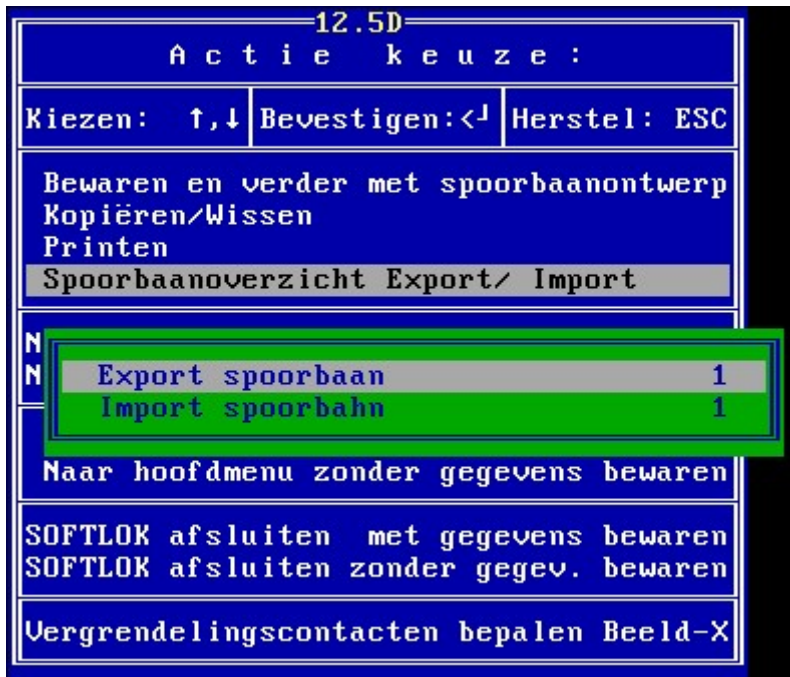 12.5D
Actie keuze:
Kiezen: ↑,↓ Bevestigen:<┘ Herstel: ESC
Bewaren en verder met spoorbaanontwerp
Kopiëren/Wissen
Printen
Spoorbaanoverzicht Export/ Import
N
N
Export spoorbaan 1
Import spoorbahn 1
Naar hoofdmenu zonder gegevens bewaren
SOFTLOK afsluiten met gegevens bewaren
SOFTLOK afsluiten zonder gegev. bewaren
Vergrendelingscontacten bepalen Beeld-X